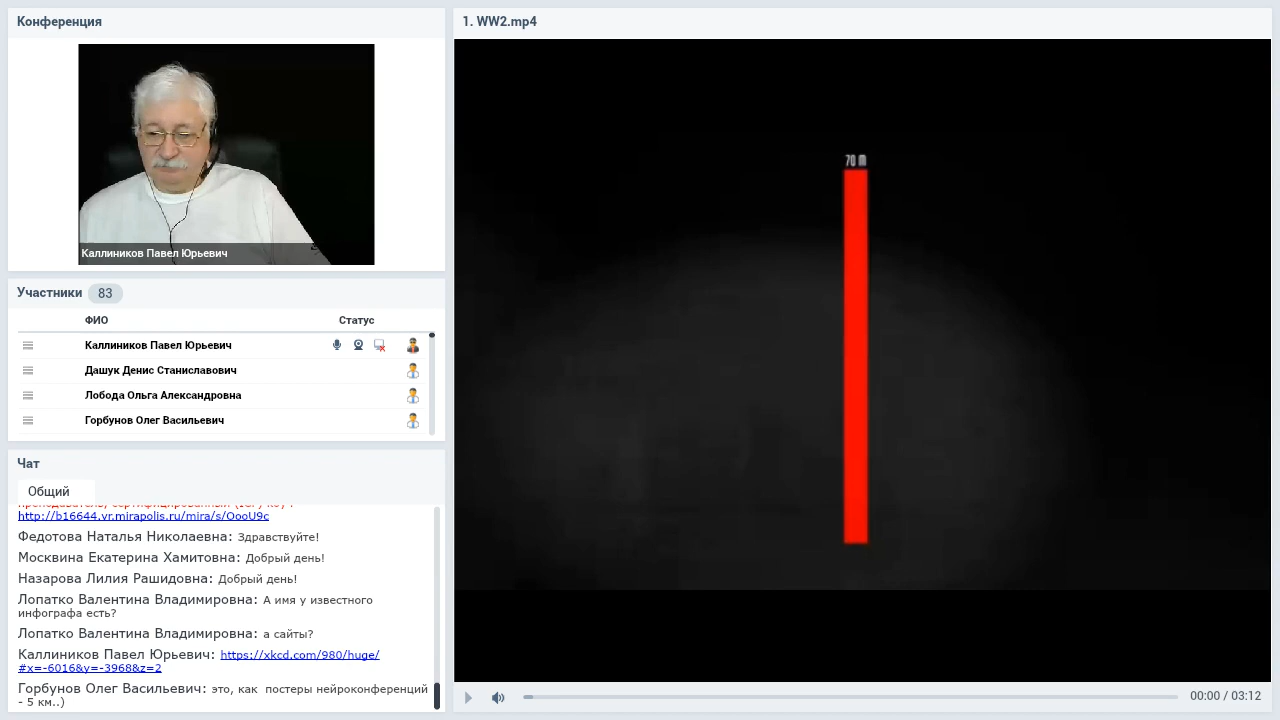 Конференция
Каллиников Павел Юрьевич
Участники 83
ФИО Статус
Каллиников Павел Юрьевич
Дашук Денис Станиславович
Лобода Ольга Александровна
Горбунов Олег Васильевич
Чат
Общий
http://b16644.vr.mirapolis.ru/mira/s/OooU9c
Федотова Наталья Николаевна: Здравствуйте!
Москвина Екатерина Хамитовна: Добрый день!
Назарова Лилия Рашидовна: Добрый день!
Лопатко Валентина Владимировна: А имя у известного
инфографа есть?
Лопатко Валентина Владимировна: а сайты?
Каллиников Павел Юрьевич: https://xkcd.com/980/huge/
#x=-6016&y=-3968&z=2
Горбунов Олег Васильевич: это, как постеры нейроконференций
- 5 км..)
1. WW2.mp4
70 m
00:00 / 03:12